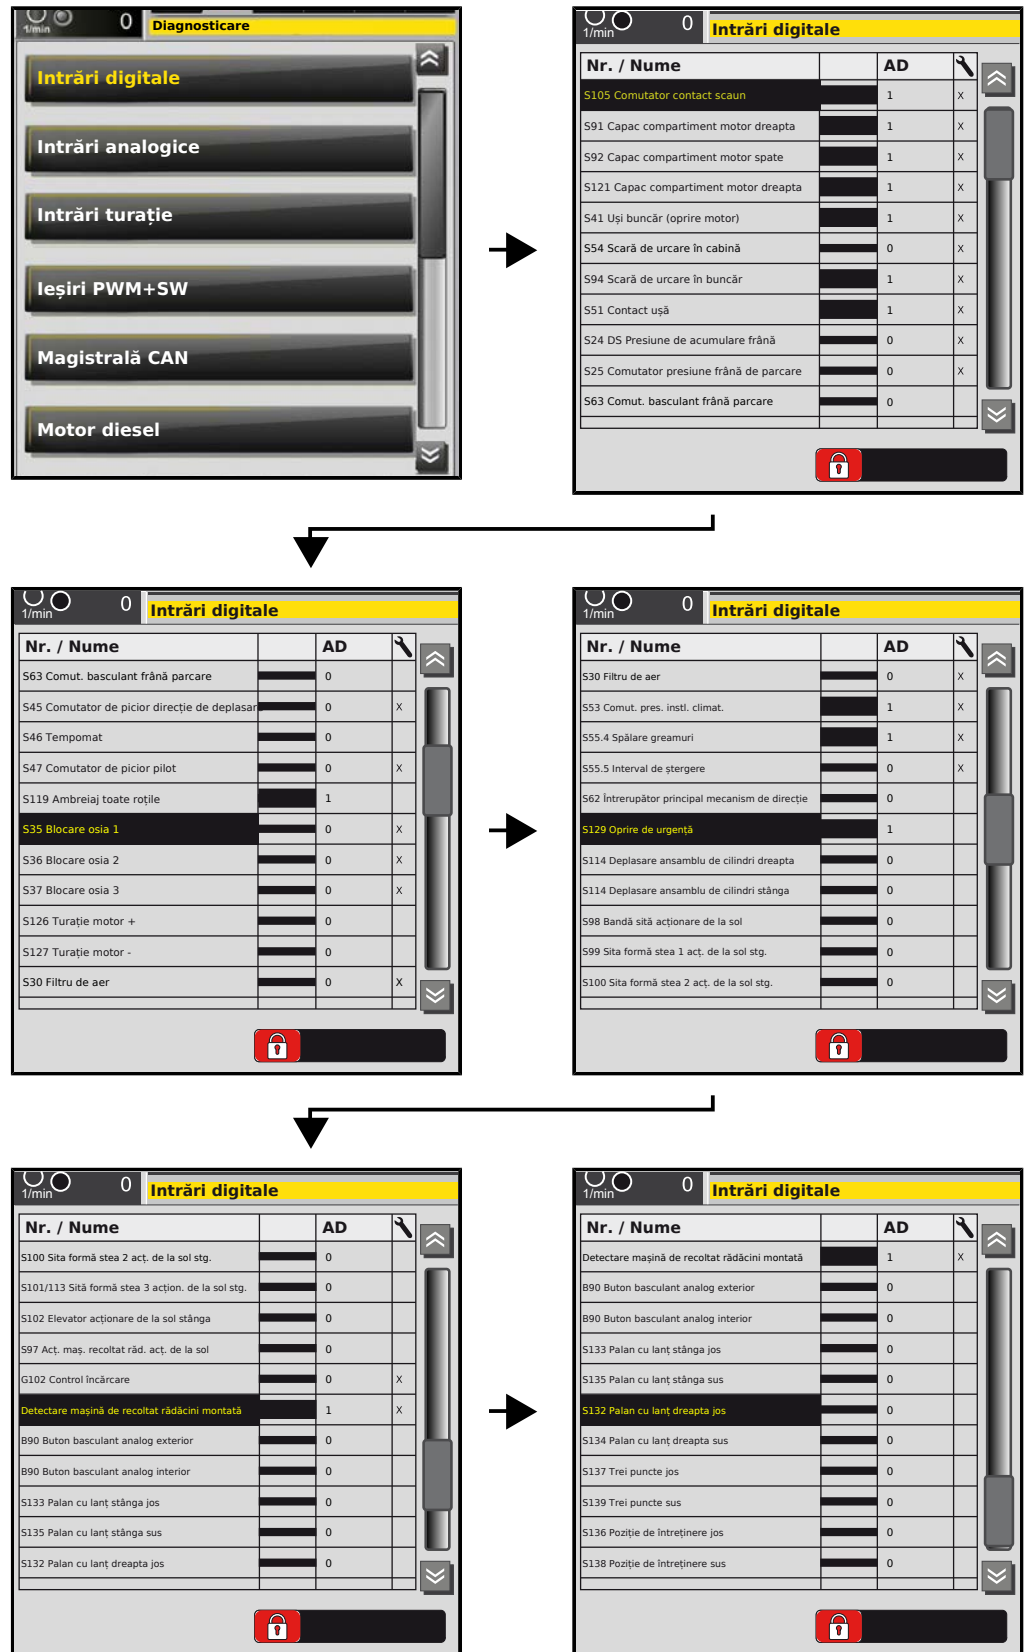 1/min 0 Diagnosticare
Intrări digitale
Intrări analogice
Intrări turație
Ieșiri PWM+SW
Magistrală CAN
Motor diesel
1/min 0 Intrări digitale
Nr. / Nume AD
S105 Comutator contact scaun 1 X
S91 Capac compartiment motor dreapta 1 X
S92 Capac compartiment motor spate 1 X
S121 Capac compartiment motor dreapta 1 X
S41 Uși buncăr (oprire motor) 1 X
S54 Scară de urcare în cabină 0 X
S94 Scară de urcare în buncăr 1 X
S51 Contact ușă 1 X
S24 DS Presiune de acumulare frână 0 X
S25 Comutator presiune frână de parcare 0 X
S63 Comut. basculant frână parcare 0
1/min 0 Intrări digitale
Nr. / Nume AD
S63 Comut. basculant frână parcare 0
S45 Comutator de picior direcție de deplasare 0 X
S46 Tempomat 0
S47 Comutator de picior pilot 0 X
S119 Ambreiaj toate roțile 1
S35 Blocare osia 1 0 X
S36 Blocare osia 2 0 X
S37 Blocare osia 3 0 X
S126 Turație motor + 0
S127 Turație motor - 0
S30 Filtru de aer 0 X
1/min 0 Intrări digitale
Nr. / Nume AD
S30 Filtru de aer 0 X
S53 Comut. pres. instl. climat. 1 X
S55.4 Spălare greamuri 1 X
S55.5 Interval de ștergere 0 X
S62 Întrerupător principal mecanism de direcție 0
S129 Oprire de urgență 1
S114 Deplasare ansamblu de cilindri dreapta 0
S114 Deplasare ansamblu de cilindri stânga 0
S98 Bandă sită acționare de la sol 0
S99 Sita formă stea 1 acț. de la sol stg. 0
S100 Sita formă stea 2 acț. de la sol stg. 0
1/min 0 Intrări digitale
Nr. / Nume AD
S100 Sita formă stea 2 acț. de la sol stg. 0
S101/113 Sită formă stea 3 acțion. de la sol stg. 0
S102 Elevator acționare de la sol stânga 0
S97 Acț. maș. recoltat răd. acț. de la sol 0
G102 Control încărcare 0 X
Detectare mașină de recoltat rădăcini montată 1 X
B90 Buton basculant analog exterior 0
B90 Buton basculant analog interior 0
S133 Palan cu lanț stânga jos 0
S135 Palan cu lanț stânga sus 0
S132 Palan cu lanț dreapta jos 0
1/min 0 Intrări digitale
Nr. / Nume AD
Detectare mașină de recoltat rădăcini montată 1 X
B90 Buton basculant analog exterior 0
B90 Buton basculant analog interior 0
S133 Palan cu lanț stânga jos 0
S135 Palan cu lanț stânga sus 0
S132 Palan cu lanț dreapta jos 0
S134 Palan cu lanț dreapta sus 0
S137 Trei puncte jos 0
S139 Trei puncte sus 0
S136 Poziție de întreținere jos 0
S138 Poziție de întreținere sus 0